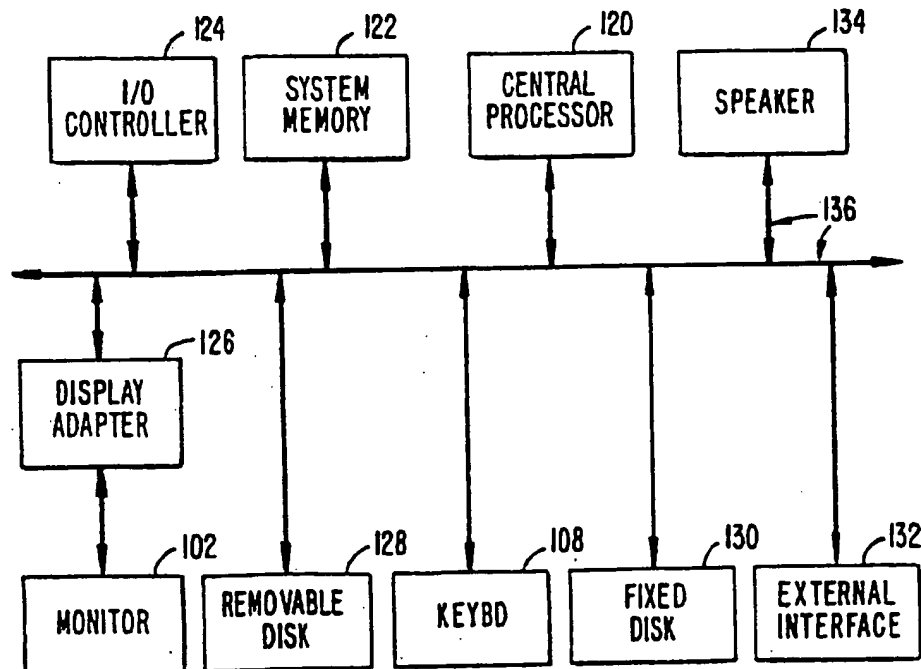 124
122
120
134
I/O
CONTROLLER
SYSTEM
MEMORY
CENTRAL
PROCESSOR
SPEAKER
136
126
DISPLAY
ADAPTER
102
128
108
130
132
MONITOR
REMOVABLE
DISK
KEYBD
FIXED
DISK
EXTERNAL
INTERFACE